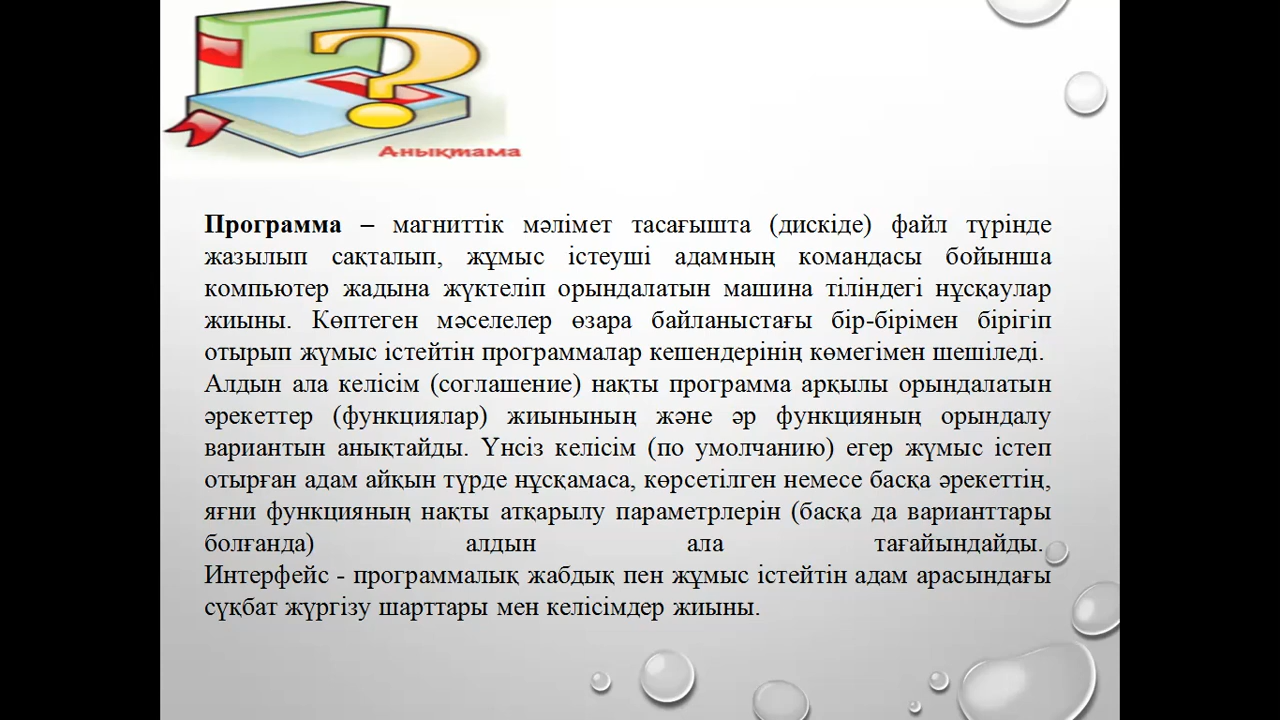 Анықтама
Программа – магниттік мәлімет тасағышта (дискіде) файл түрінде
жазылып сақталып, жұмыс істеуші адамның командасы бойынша
компьютер жадына жүктеліп орындалатын машина тіліндегі нұсқаулар
жиыны. Көптеген мәселелер өзара байланыстағы бір-бірімен бірігіп
отырып жүмыс істейтін программалар кешендерінің көмегімен шешіледі.
Алдын ала келісім (соглашение) нақты программа арқылы орындалатын
әрекеттер (функциялар) жиынының және әр функцияның орындалу
вариантын анықтайды. Үнсіз келісім (по умолчанию) егер жүмыс істеп
отырған адам айқын түрде нұсқамаса, көрсетілген немесе басқа әрекеттің,
яғни функцияның нақты атқарылу параметрлерін (басқа да варианттары
болғанда) алдын ала тағайындайды.
Интерфейс - программалық жабдық пен жұмыс істейтін адам арасындағы
сүқбат жүргізу шарттары мен келісімдер жиыны.